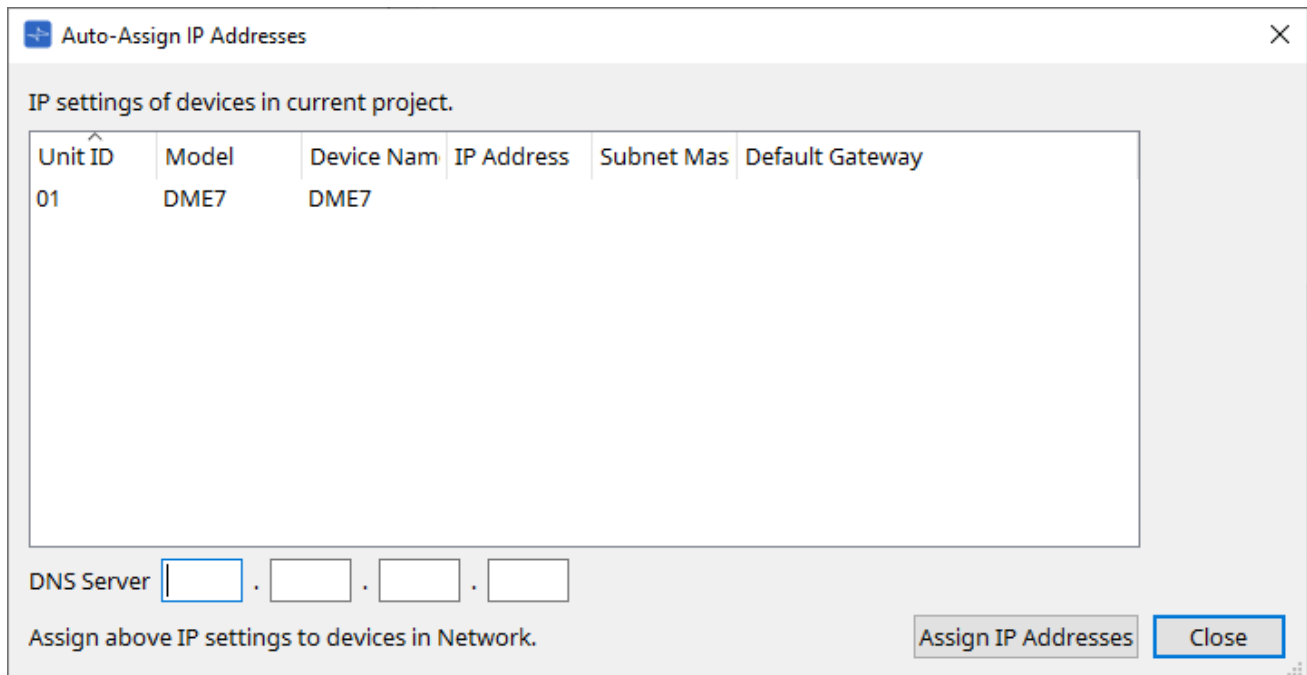 Auto-Assign IP Addresses
IP settings of devices in current project.
Unit ID Model Device Nam IP Address Subnet Mas Default Gateway
01 DME7 DME7
DNS Server . . .
Assign above IP settings to devices in Network. Assign IP Addresses Close